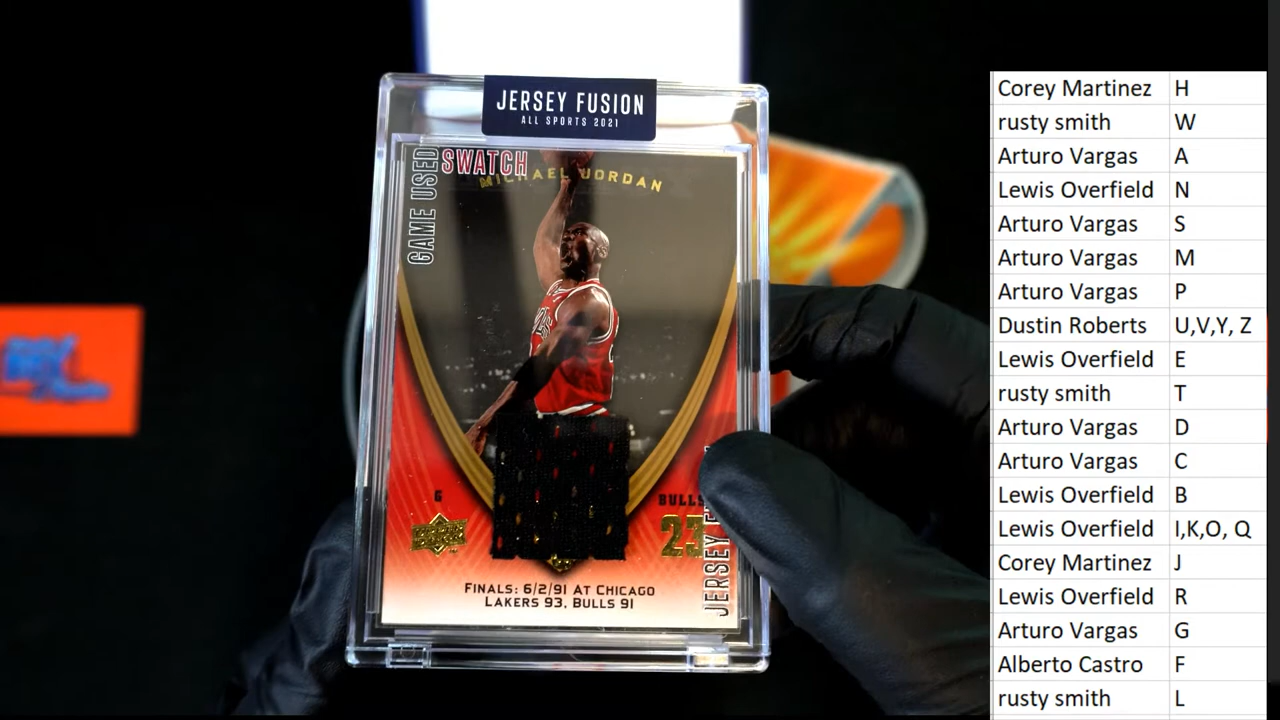 JERSEY FUSION
ALL SPORTS 2021
GAME USED
SWATCH
MICHAEL JORDAN
G
BULLS
23
UPPER DECK
JERSEY
FINALS: 6/2/91 AT CHICAGO
LAKERS 93, BULLS 91
Corey Martinez H
rusty smith W
Arturo Vargas A
Lewis Overfield N
Arturo Vargas S
Arturo Vargas M
Arturo Vargas P
Dustin Roberts U,V,Y, Z
Lewis Overfield E
rusty smith T
Arturo Vargas D
Arturo Vargas C
Lewis Overfield B
Lewis Overfield I,K,O, Q
Corey Martinez J
Lewis Overfield R
Arturo Vargas G
Alberto Castro F
rusty smith L